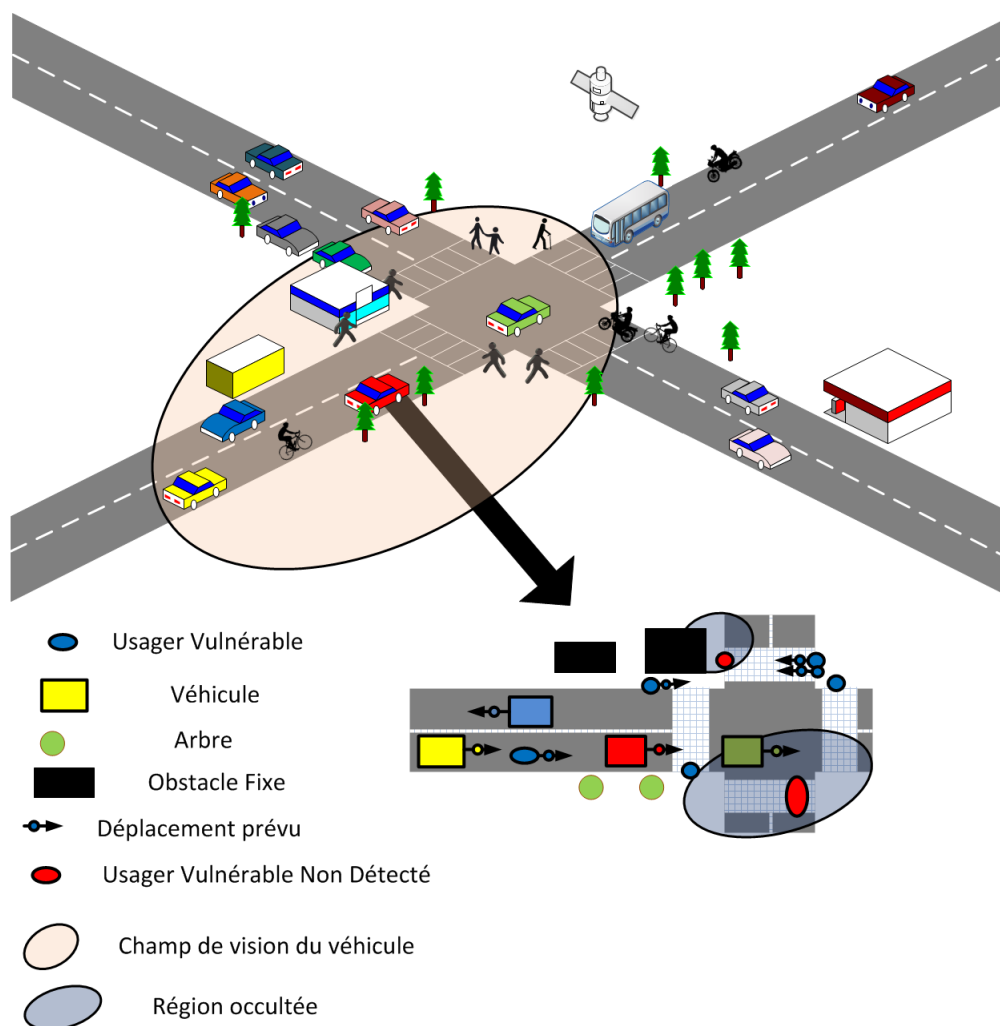 Usager Vulnérable
Véhicule
Arbre
Obstacle Fixe
Déplacement prévu
Usager Vulnérable Non Détecté
Champ de vision du véhicule
Région occultée